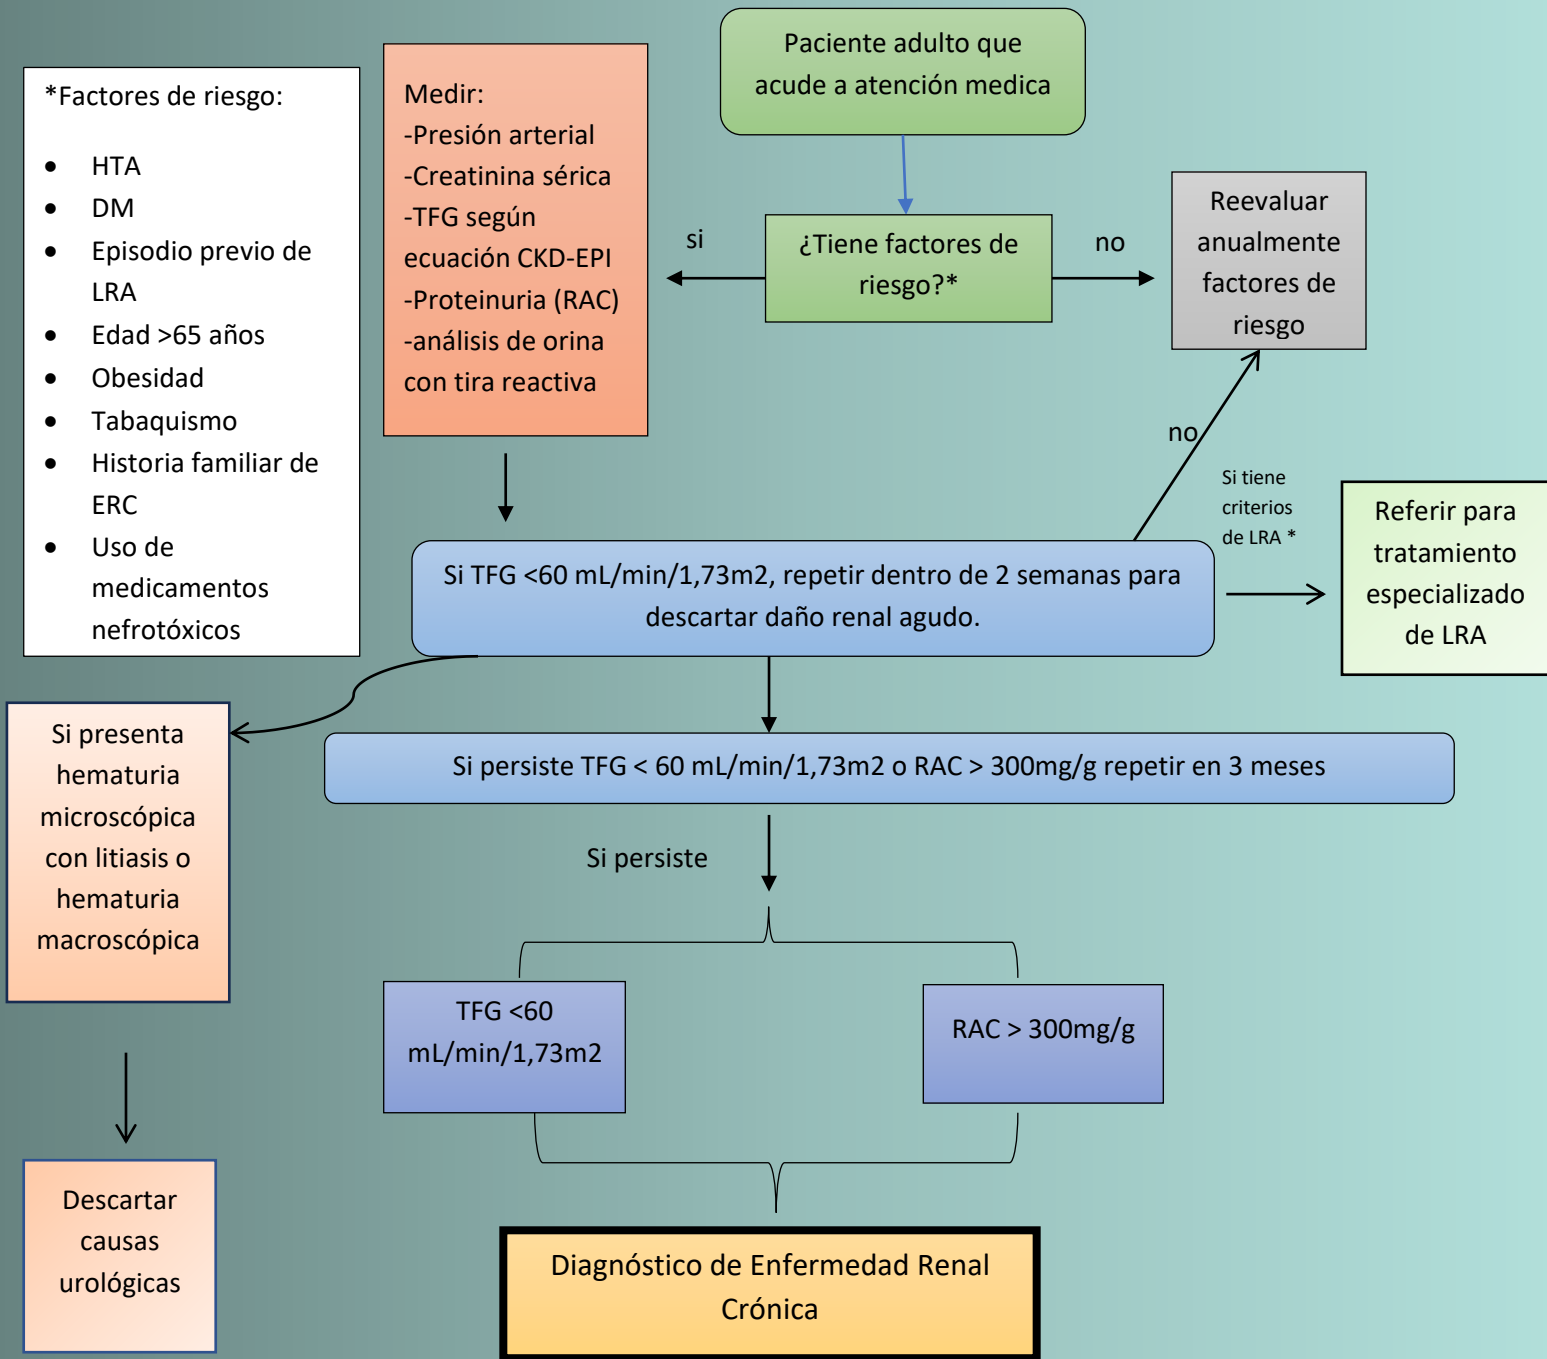 Paciente adulto que
acude a atención medica
*Factores de riesgo:
• HTA
• DM
• Episodio previo de
LRA
• Edad >65 años
• Obesidad
• Tabaquismo
• Historia familiar de
ERC
• Uso de
medicamentos
nefrotóxicos
Medir:
-Presión arterial
-Creatinina sérica
-TFG según
ecuación CKD-EPI
-Proteinuria (RAC)
-análisis de orina
con tira reactiva
si
¿Tiene factores de
riesgo?*
no
Reevaluar
anualmente
factores de
riesgo
no
Si tiene
criterios
de LRA *
Referir para
tratamiento
especializado
de LRA
Si TFG <60 mL/min/1,73m2, repetir dentro de 2 semanas para
descartar daño renal agudo.
Si presenta
hematuria
microscópica
con litiasis o
hematuria
macroscópica
Si persiste TFG < 60 mL/min/1,73m2 o RAC > 300mg/g repetir en 3 meses
Si persiste
TFG <60
mL/min/1,73m2
RAC > 300mg/g
Descartar
causas
urológicas
Diagnóstico de Enfermedad Renal
Crónica